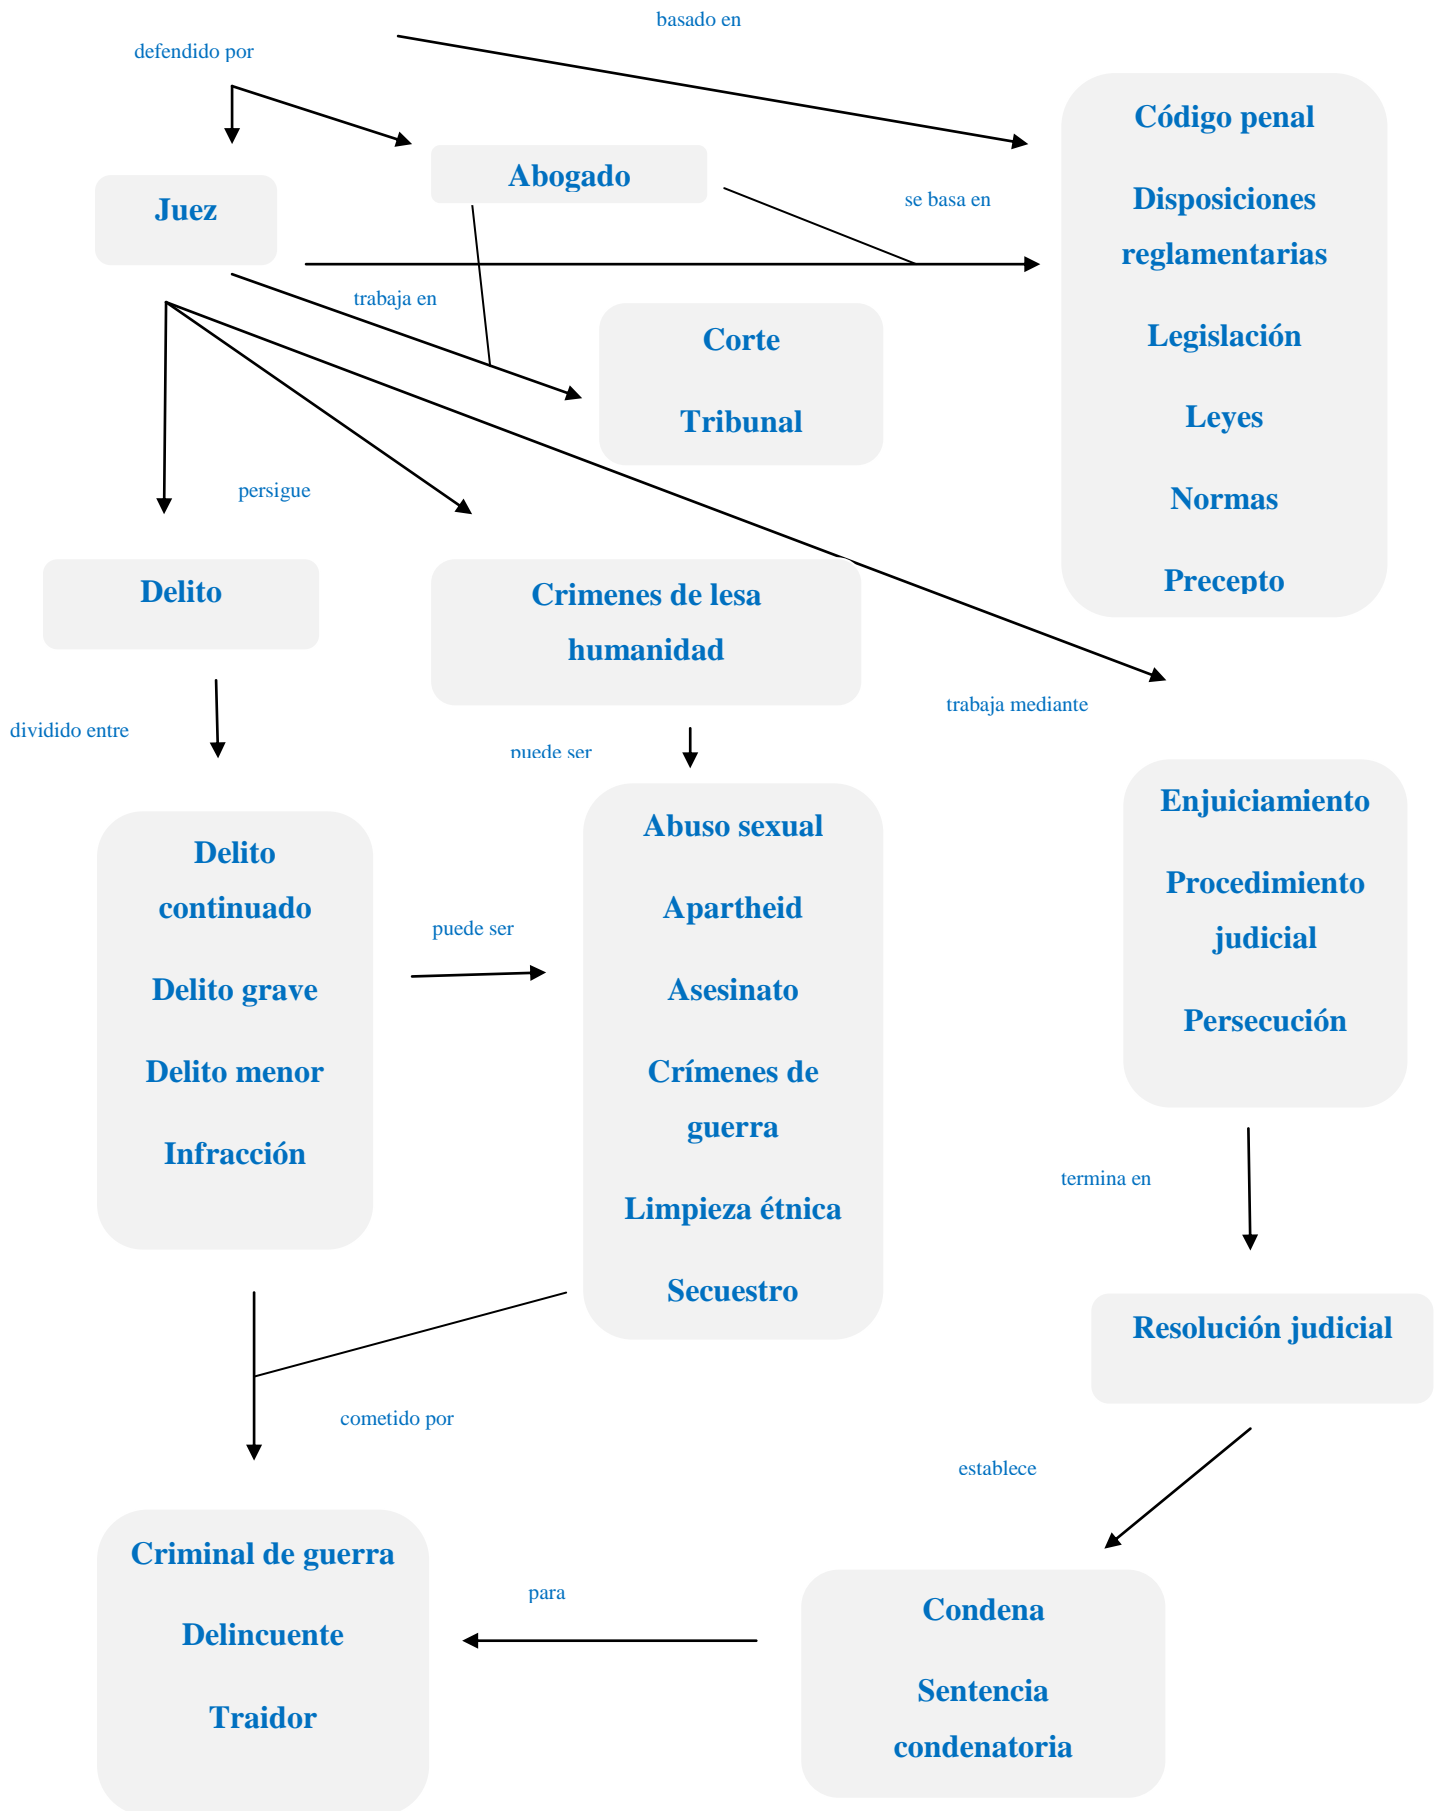 basado en
defendido por
Código penal
Abogado
Disposiciones
reglamentarias
Juez
se basa en
trabaja en
Corte
Tribunal
Legislación
Leyes
Normas
Precepto
persigue
Delito
Crimenes de lesa
humanidad
trabaja mediante
dividido entre
puede ser
Delito
continuado
Delito grave
Delito menor
Infracción
puede ser
Abuso sexual
Apartheid
Asesinato
Crímenes de
guerra
Limpieza étnica
Secuestro
Enjuiciamiento
Procedimiento
judicial
Persecución
termina en
Resolución judicial
cometido por
establece
Criminal de guerra
Delincuente
Traidor
para
Condena
Sentencia
condenatoria